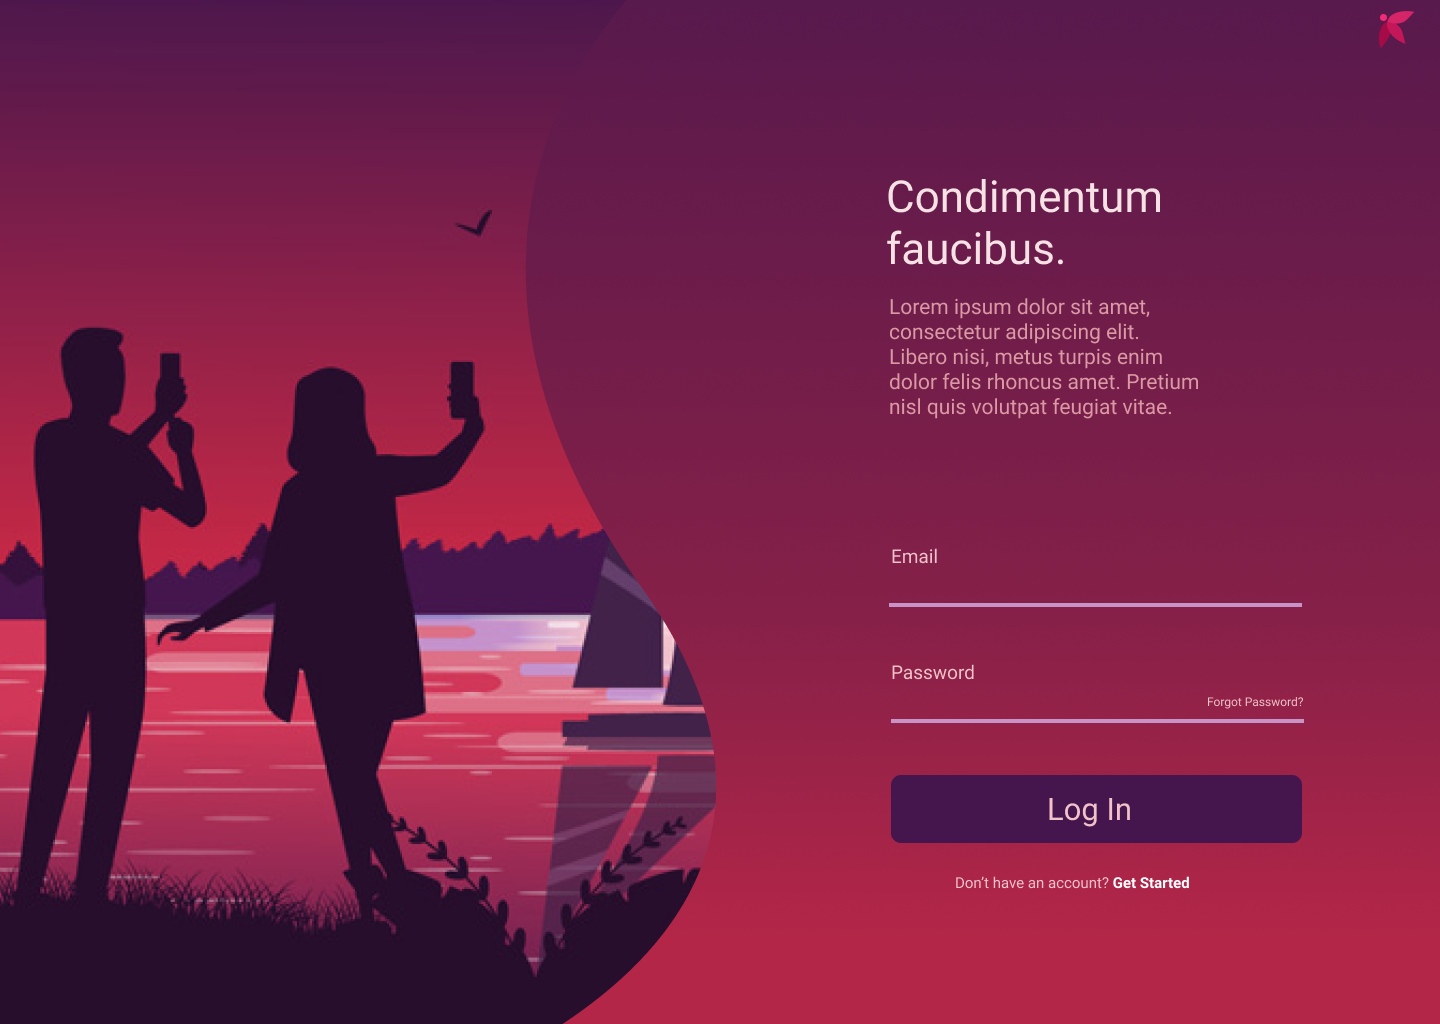 Condimentum
faucibus.
Lorem ipsum dolor sit amet,
consectetur adipiscing elit.
Libero nisi, metus turpis enim
dolor felis rhoncus amet. Pretium
nisl quis volutpat feugiat vitae.
Email
Password
Forgot Password?
Log In
Don’t have an account? Get Started